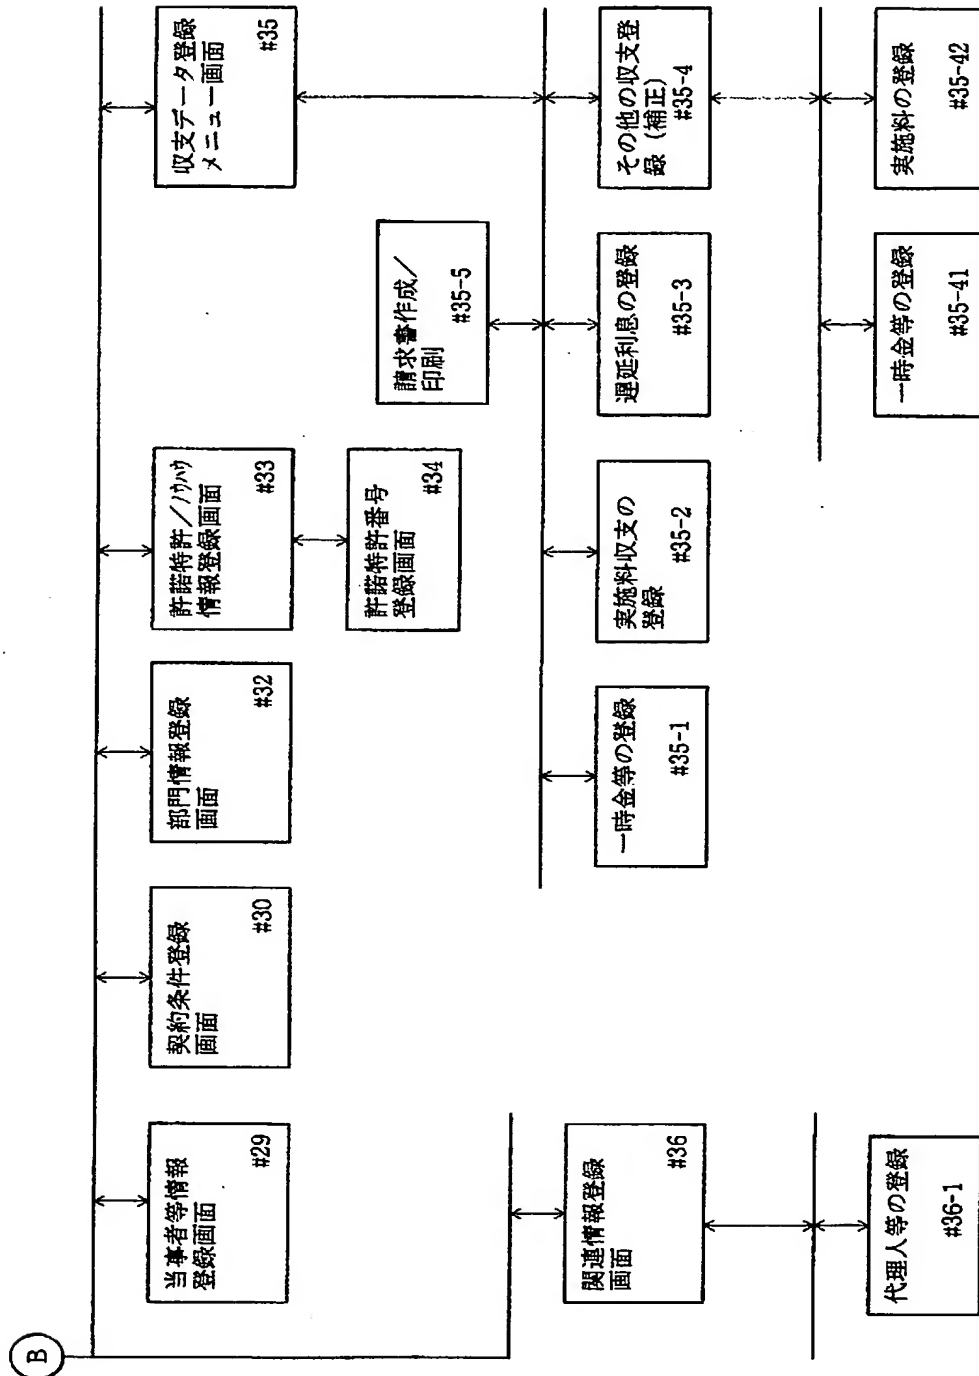 B
当事者等情報
登録画面
#29
契約条件登録
画面
#30
部門情報登録
画面
#32
許諾特許/ノウハウ
情報登録画面
#33
収支データ登録
メニュー画面
#35
許諾特許番号
登録画面
#34
請求書作成/
印刷
#35-5
関連情報登録
画面
#36
一時金等の登録
#35-1
実施料収支の
登録
#35-2
遅延利息の登録
#35-3
その他の収支登
録(補正)
#35-4
代理人等の登録
#36-1
一時金等の登録
#35-41
実施料の登録
#35-42